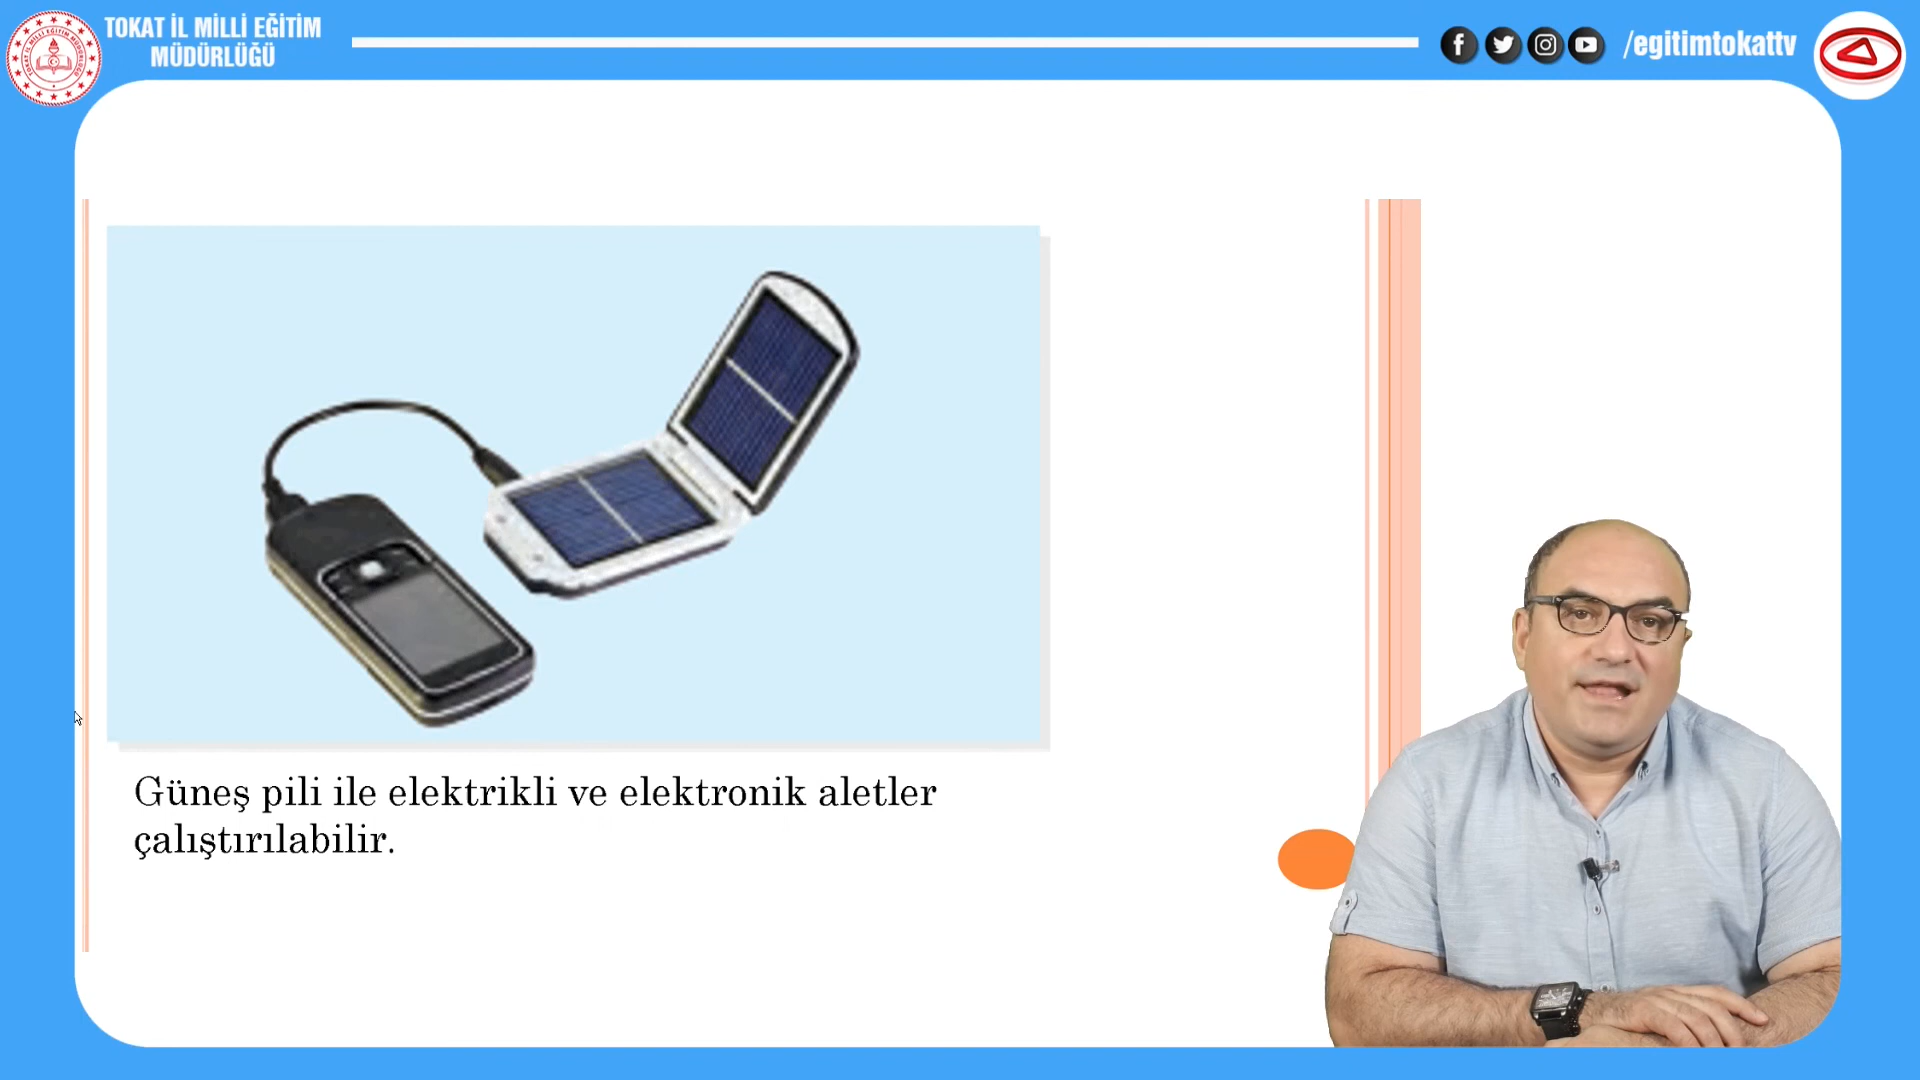 TOKAT İL MİLLİ EĞİTİM
MÜDÜRLÜĞÜ
/egitimtokattv
Güneş pili ile elektrikli ve elektronik aletler
çalıştırılabilir.